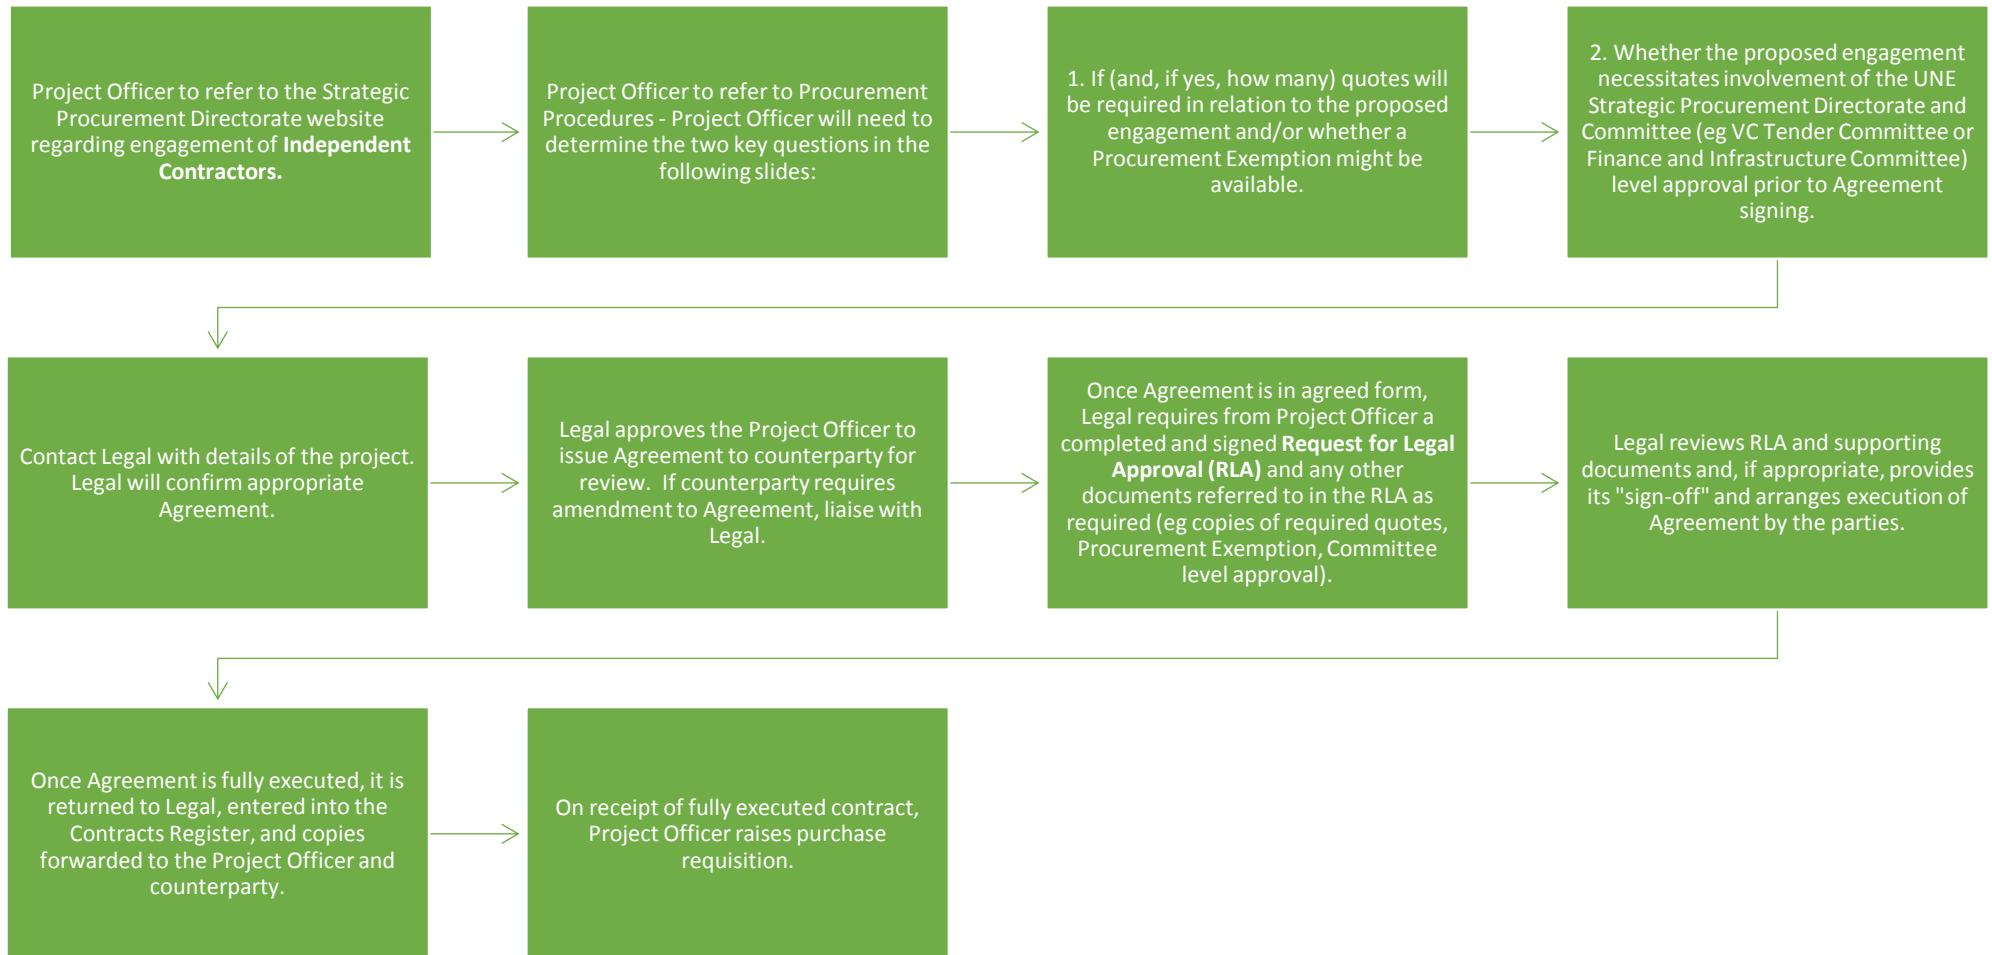 Project Officer to refer to the Strategic
Procurement Directorate website
regarding engagement of Independent
Contractors.
Project Officer to refer to Procurement
Procedures - Project Officer will need to
determine the two key questions in the
following slides:
1. If (and, if yes, how many) quotes will
be required in relation to the proposed
engagement and/or whether a
Procurement Exemption might be
available.
2. Whether the proposed engagement
necessitates involvement of the UNE
Strategic Procurement Directorate and
Committee (eg VC Tender Committee or
Finance and Infrastructure Committee)
level approval prior to Agreement
signing.
Contact Legal with details of the project.
Legal will confirm appropriate
Agreement.
Legal approves the Project Officer to
issue Agreement to counterparty for
review.  If counterparty requires
amendment to Agreement, liaise with
Legal.
Once Agreement is in agreed form,
Legal requires from Project Officer a
completed and signed Request for Legal
Approval (RLA) and any other
documents referred to in the RLA as
required (eg copies of required quotes,
Procurement Exemption, Committee
level approval).
Legal reviews RLA and supporting
documents and, if appropriate, provides
its "sign-off" and arranges execution of
Agreement by the parties.
Once Agreement is fully executed, it is
returned to Legal, entered into the
Contracts Register, and copies
forwarded to the Project Officer and
counterparty.
On receipt of fully executed contract,
Project Officer raises purchase
requisition.